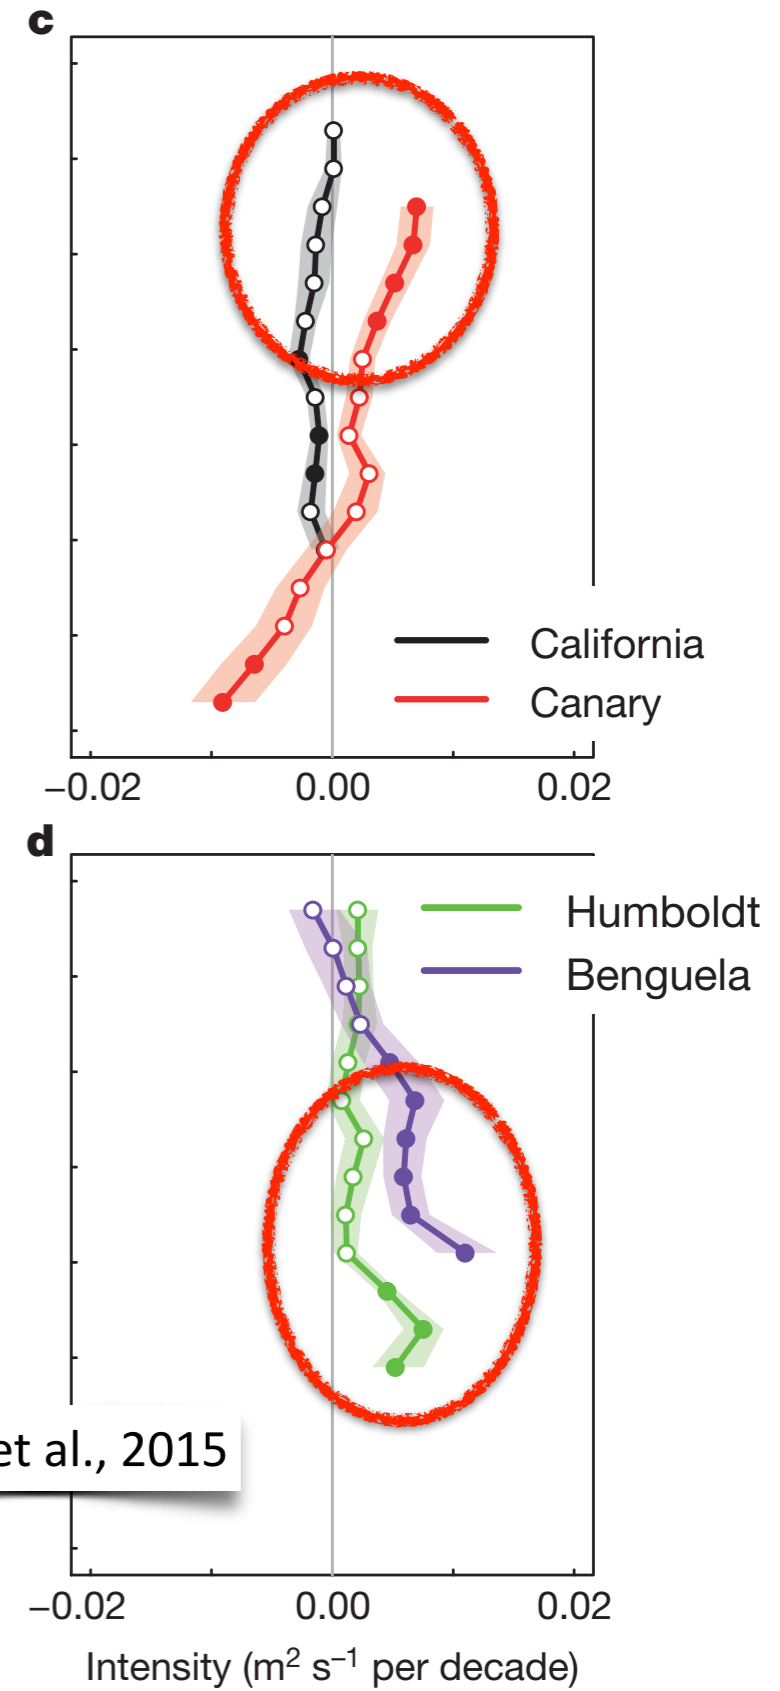 c
California
Canary
−0.02 0.00 0.02
d
Humboldt
Benguela
et al., 2015
−0.02 0.00 0.02
Intensity (m² s⁻¹ per decade)